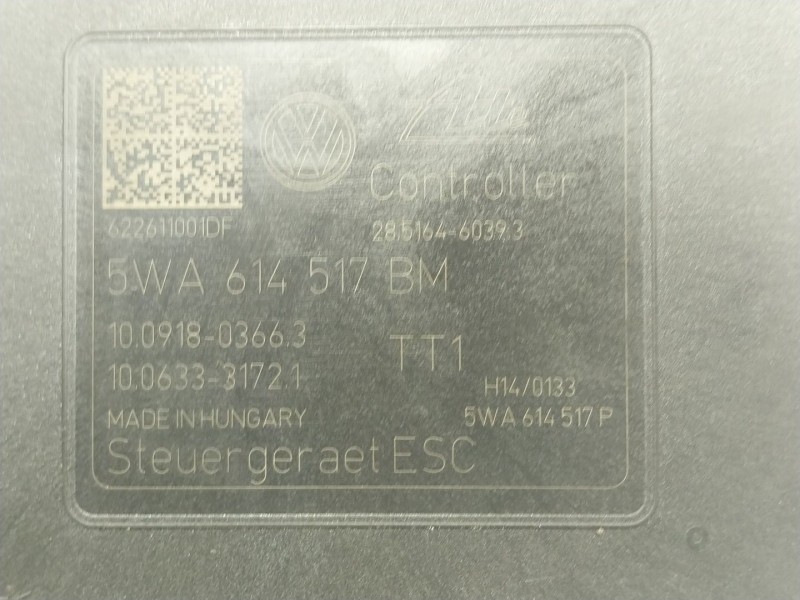 Controller
622611001DF
28.5164-6039.3
5WA 614 517 BM
10.0918-0366.3
TT1
10.0633-3172.1
H14/0133
MADE IN HUNGARY
5WA 614 517 P
Steuergeraet ESC